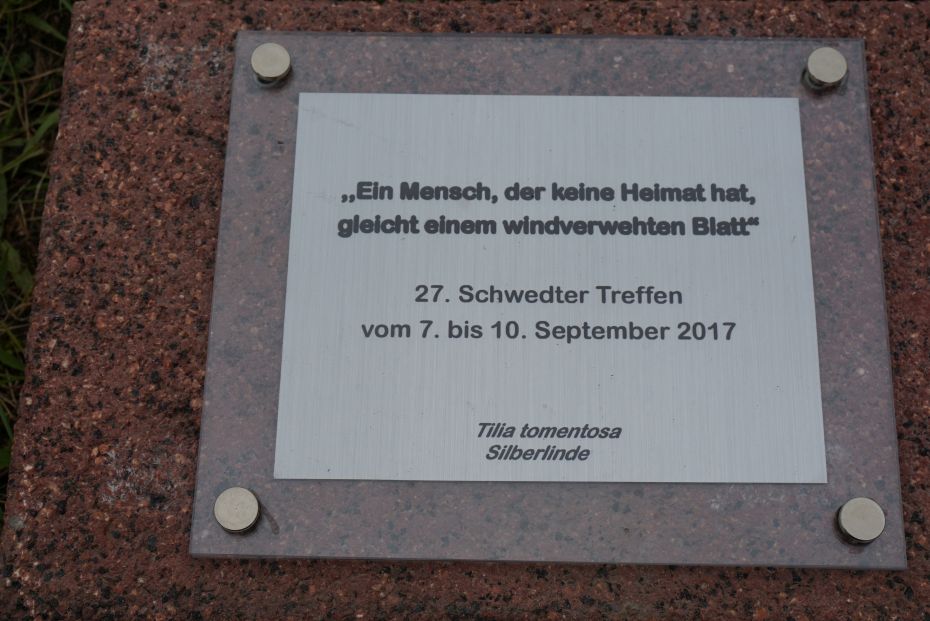 „Ein Mensch, der keine Heimat hat,
gleicht einem windverwehten Blatt“
27. Schwedter Treffen
vom 7. bis 10. September 2017
Tilia tomentosa
Silberlinde